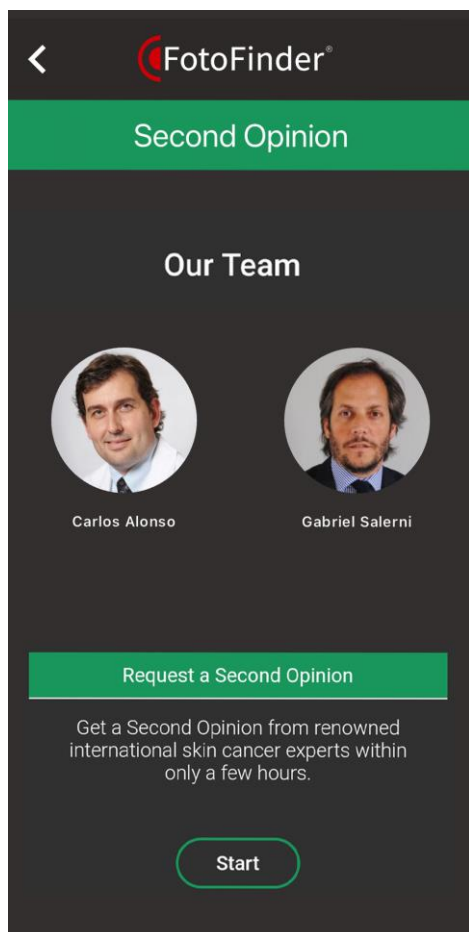 FotoFinder®
Second Opinion
Our Team
Carlos Alonso
Gabriel Salerni
Request a Second Opinion
Get a Second Opinion from renowned
international skin cancer experts within
only a few hours.
Start